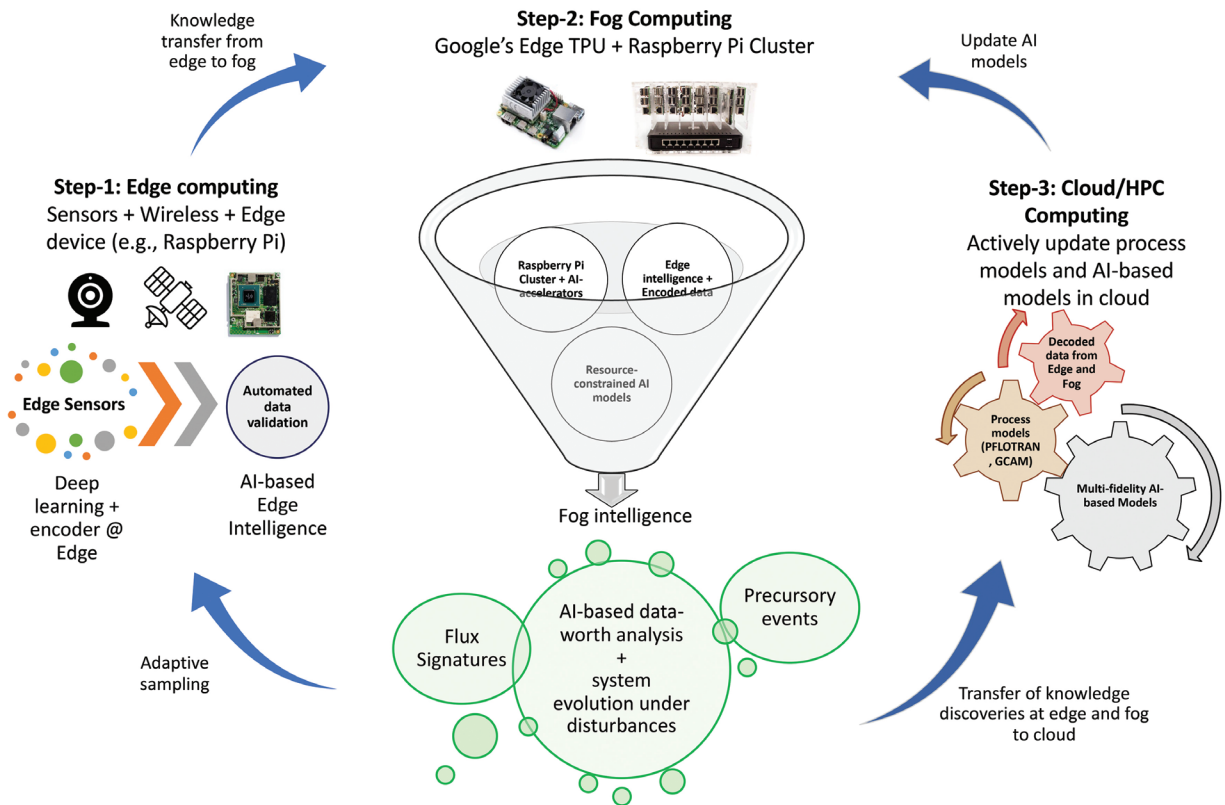 Knowledge
transfer from
edge to fog
Step-2: Fog Computing
Google's Edge TPU + Raspberry Pi Cluster
Update AI
models
Step-1: Edge computing
Sensors + Wireless + Edge
device (e.g., Raspberry Pi)
Edge Sensors
Automated
data
validation
Deep
learning +
encoder @
Edge
AI-based
Edge
Intelligence
Raspberry Pi
Cluster + AI-
accelerators
Edge
intelligence +
Encoded data
Resource-
constrained AI
models
Fog intelligence
Step-3: Cloud/HPC
Computing
Actively update process
models and AI-based
models in cloud
Decoded
data from
Edge and
Fog
Process
models
(PFLOTRAN
, GCAM)
Multi-fidelity AI-
based Models
Adaptive
sampling
Flux
Signatures
AI-based data-
worth analysis
+
system
evolution under
disturbances
Precursory
events
Transfer of knowledge
discoveries at edge and fog
to cloud